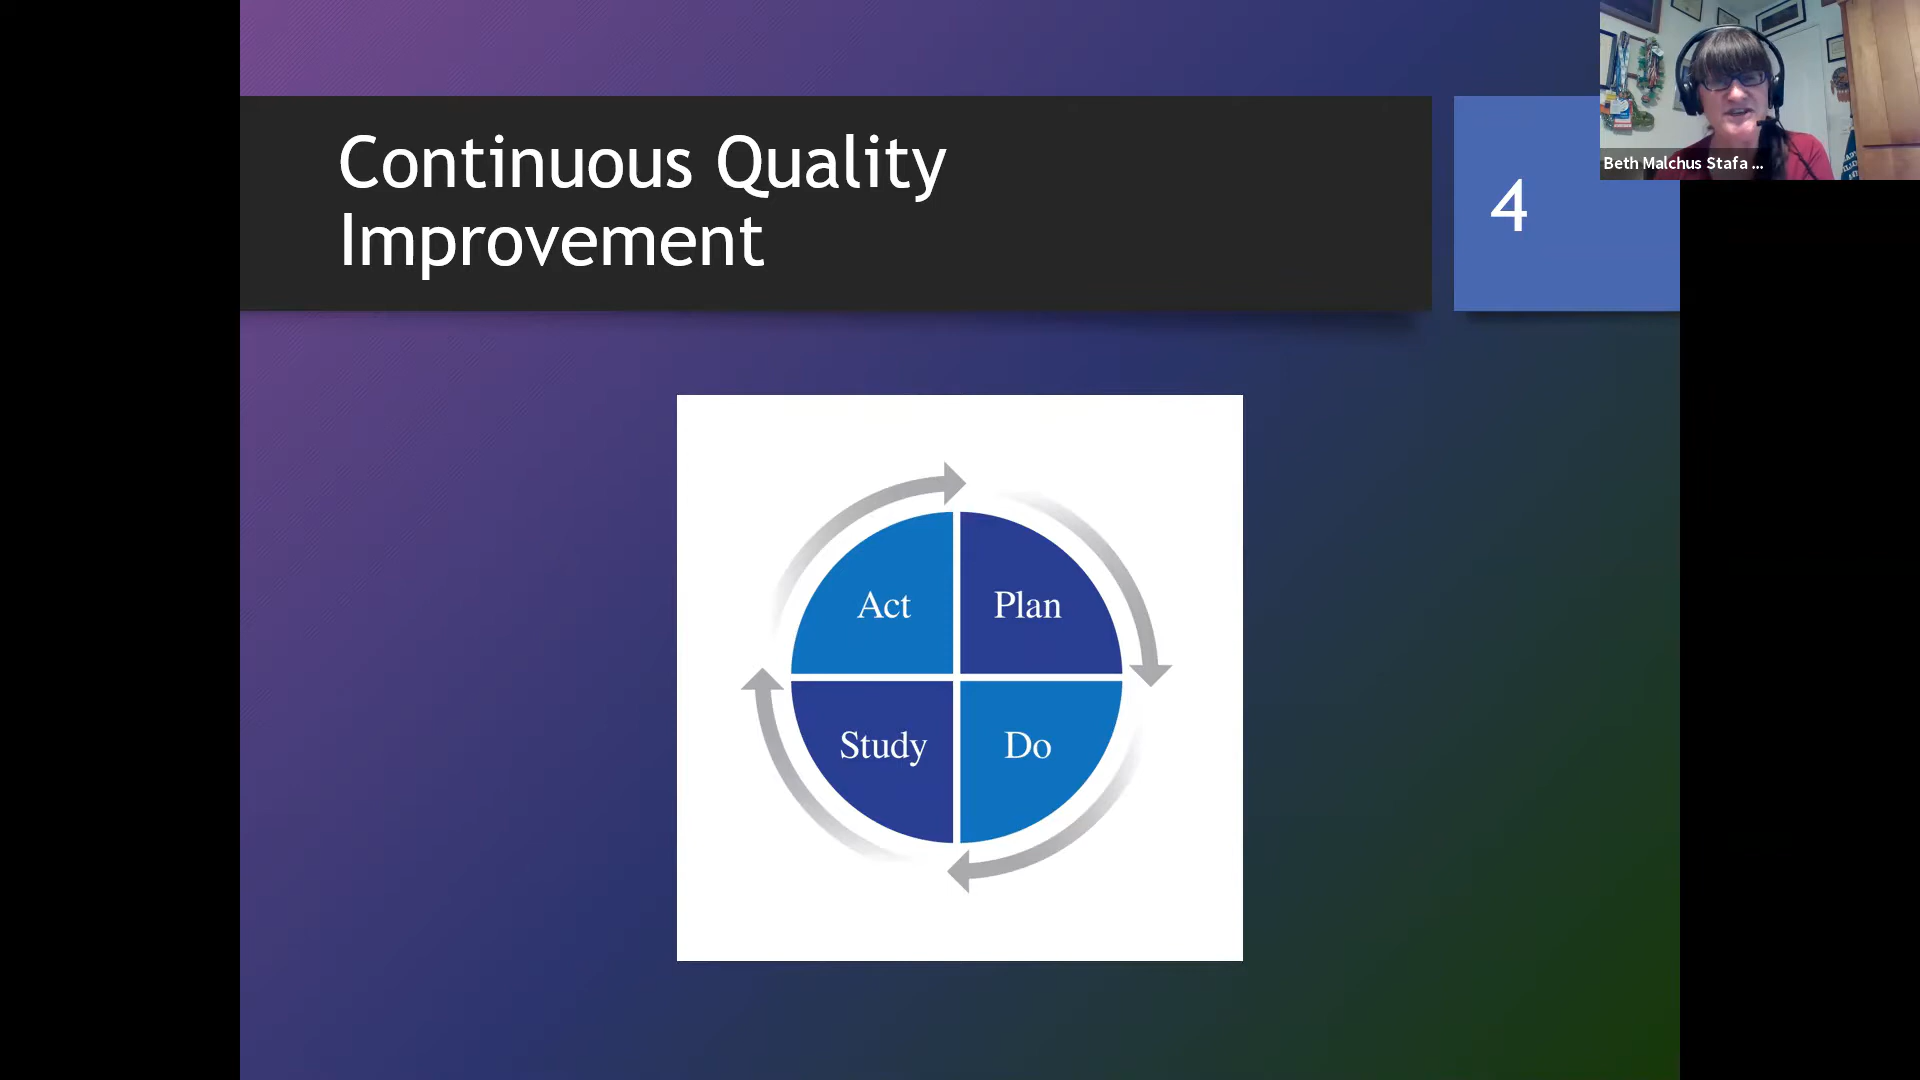 Continuous Quality
Improvement
4
Beth Malchus Stafa ...
Act
Plan
Study
Do